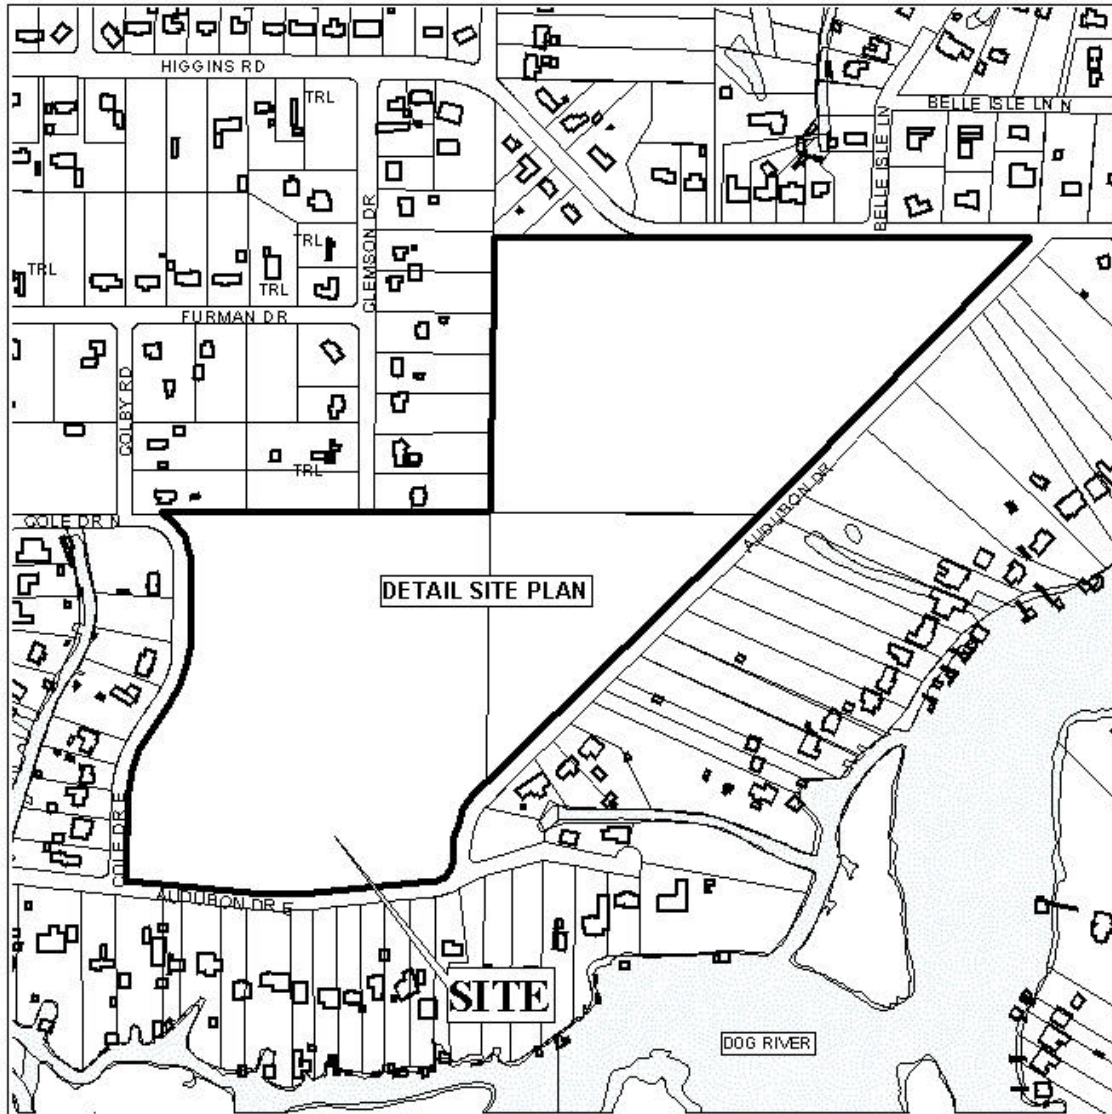 HIGGINS RD
TRL
BELLE ISLE LN N
BELLE ISLE LN
CLEMSON DR
TRL
TRL
TRL
FURMAN DR
COLBY RD
TRL
AUDUBON DR
COLE DR N
DETAIL SITE PLAN
COLE DR E
AUDUBON DR E
SITE
DOG RIVER